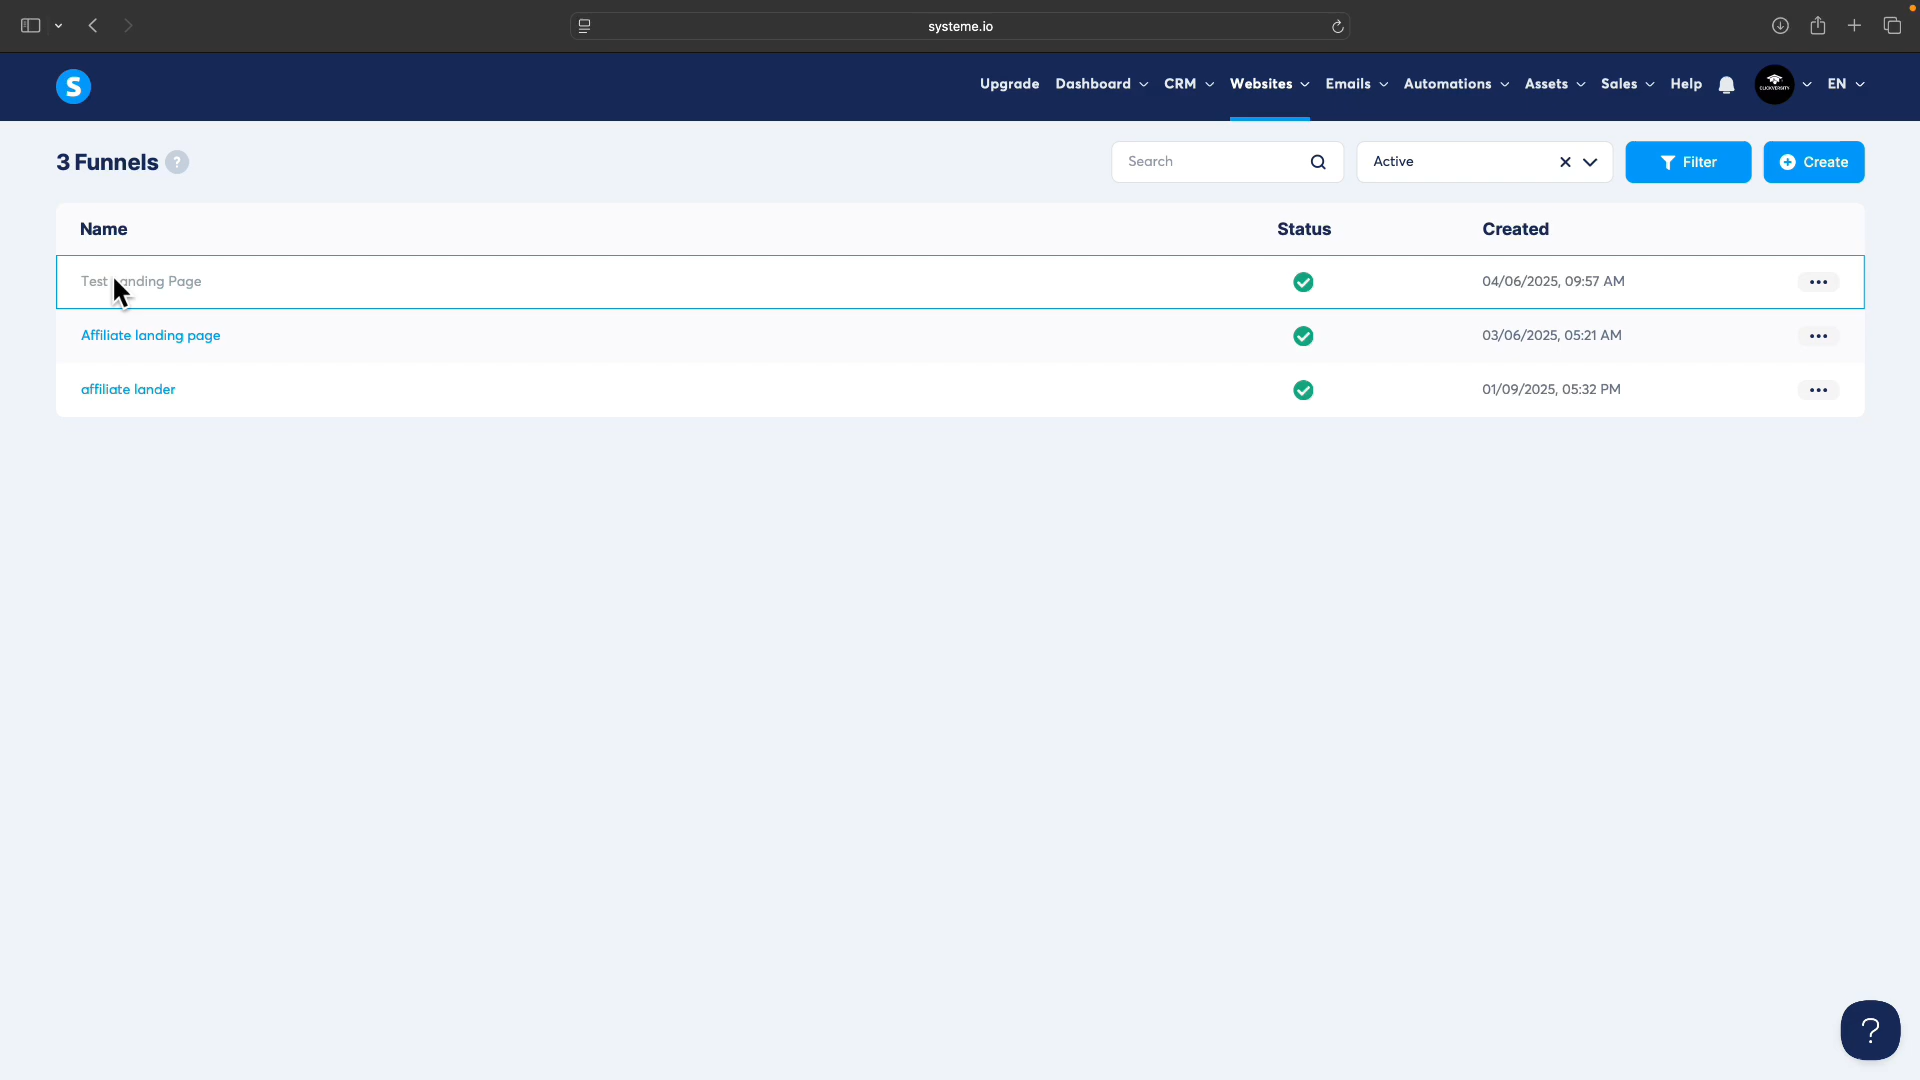 systeme.io
S
Upgrade Dashboard CRM Websites Emails Automations Assets Sales Help CLICKVERSITY EN
3 Funnels ?
Search
Active
Filter
Create
Name Status Created
Test anding Page 04/06/2025, 09:57 AM
Affiliate landing page 03/06/2025, 05:21 AM
affiliate lander 01/09/2025, 05:32 PM
?